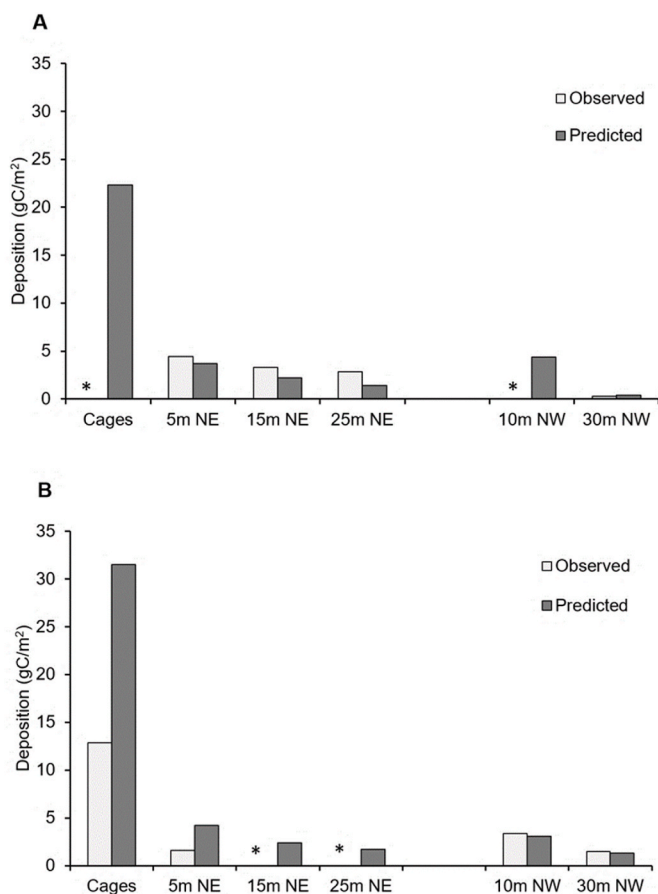 A
35
30
25
20
15
10
5
0
Deposition (gC/m²)
Observed
Predicted
*
*
Cages 5m NE 15m NE 25m NE 10m NW 30m NW
B
35
30
25
20
15
10
5
0
Deposition (gC/m²)
Observed
Predicted
* *
Cages 5m NE 15m NE 25m NE 10m NW 30m NW